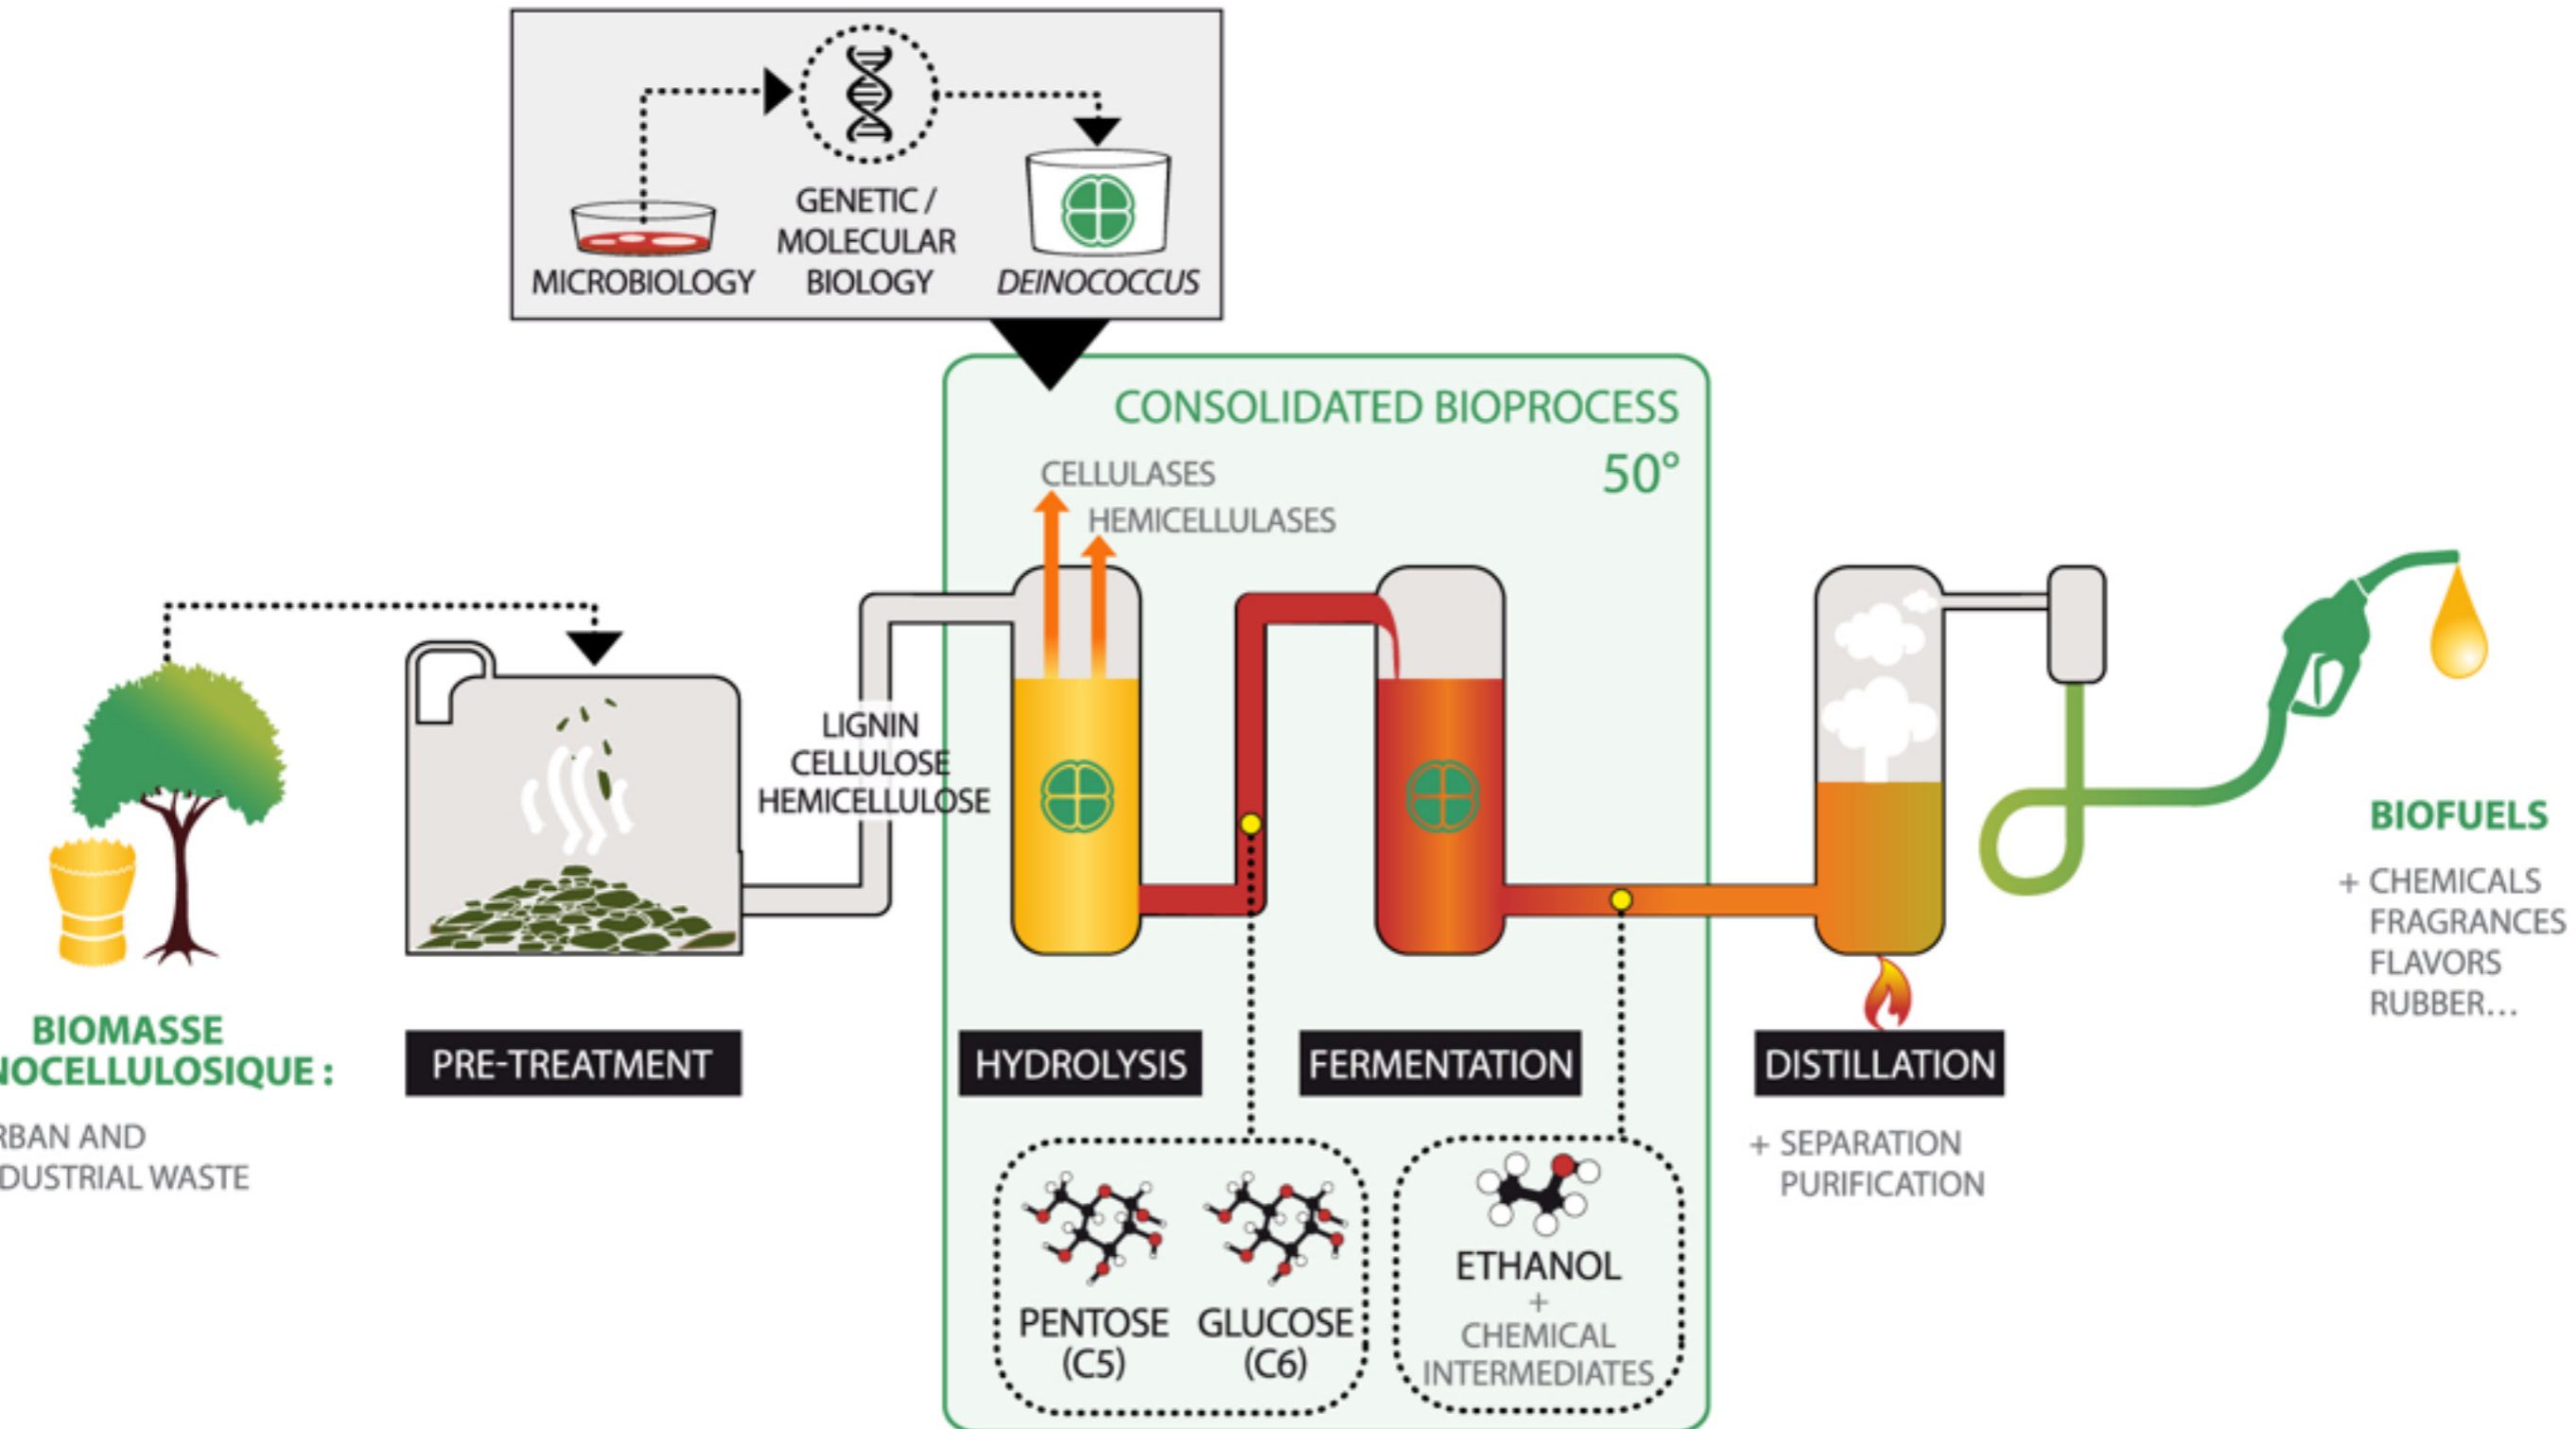 MICROBIOLOGY
GENETIC /
MOLECULAR
BIOLOGY
DEINOCOCCUS
CONSOLIDATED BIOPROCESS
50°
CELLULASES
HEMICELLULASES
LIGNIN
CELLULOSE
HEMICELLULOSE
BIOMASSE
NOCELLULOSIQUE :
RBAN AND
DUSTRIAL WASTE
PRE-TREATMENT
HYDROLYSIS
FERMENTATION
DISTILLATION
+ SEPARATION
PURIFICATION
PENTOSE
(C5)
GLUCOSE
(C6)
ETHANOL
+
CHEMICAL
INTERMEDIATES
BIOFUELS
+ CHEMICALS
FRAGRANCES
FLAVORS
RUBBER...